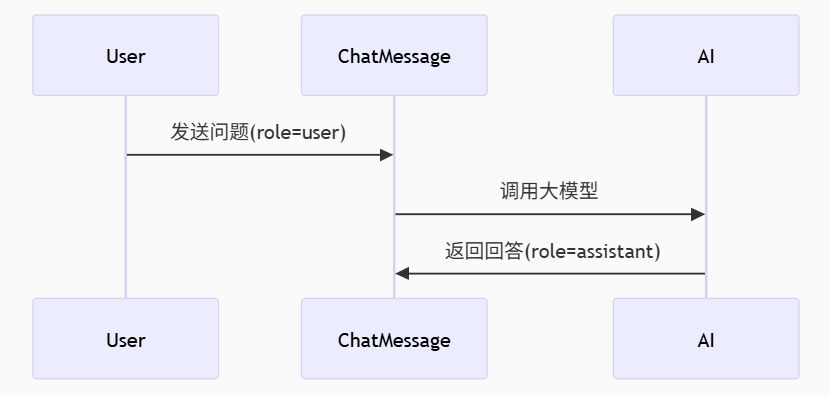 User
ChatMessage
AI
发送问题(role=user)
调用大模型
返回回答(role=assistant)
User
ChatMessage
AI